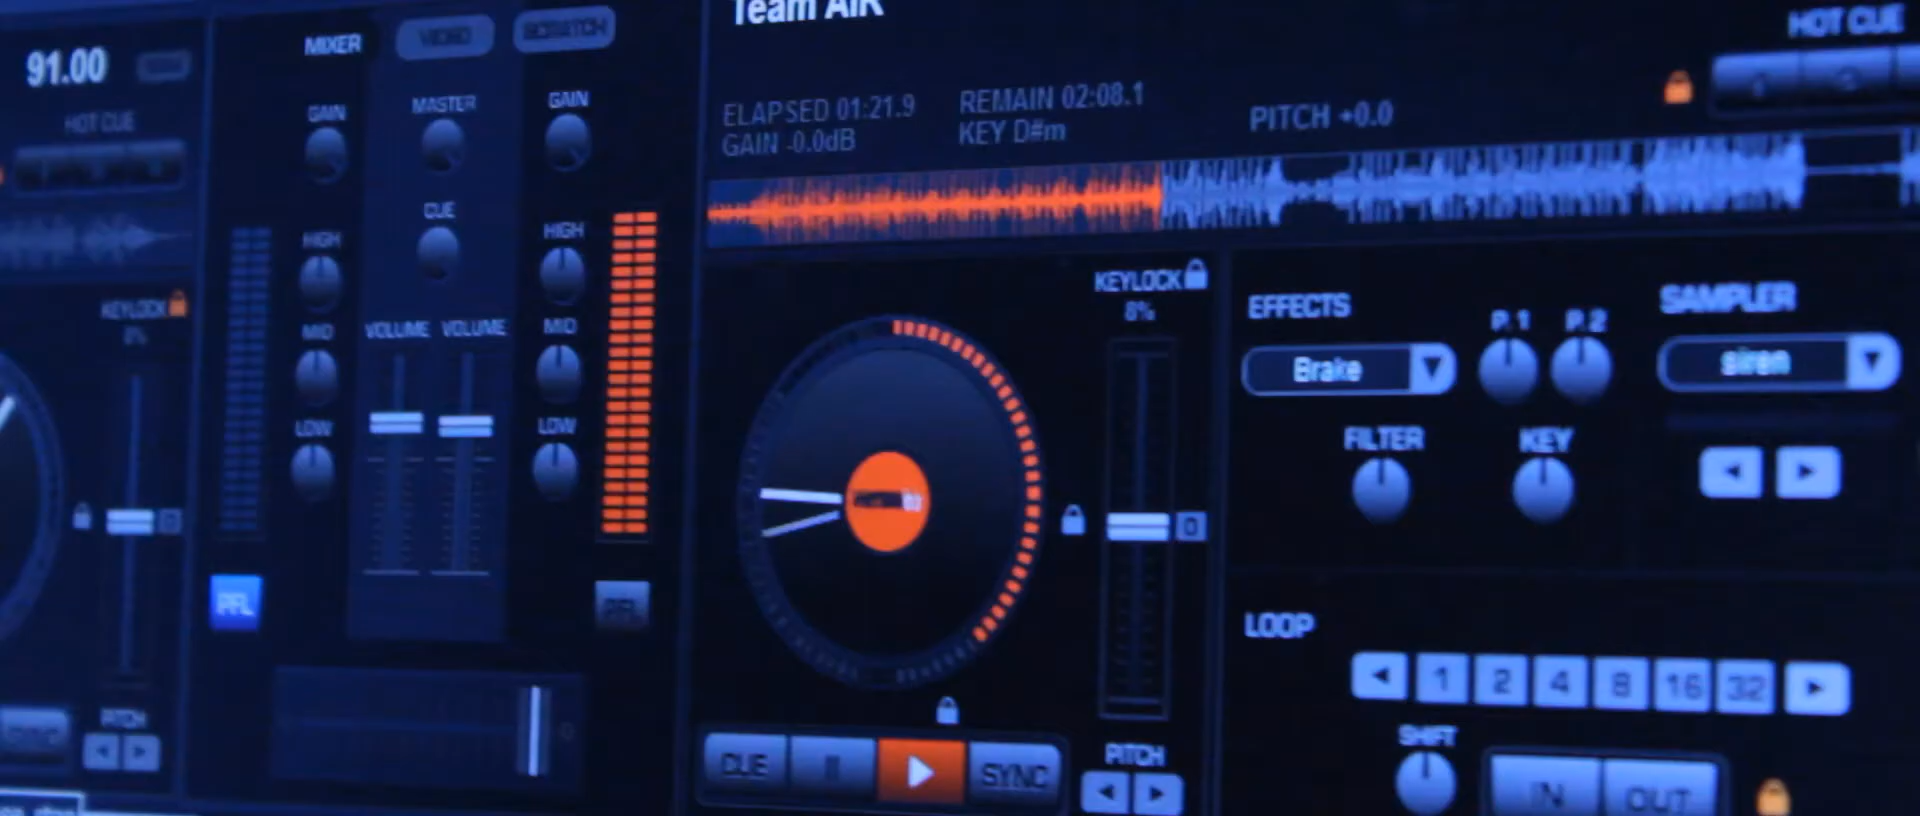 Team AIR
91.00
MIXER
VIDEO
SCRATCH
HOT CUE
HOT CUE
GAIN
MASTER
GAIN
ELAPSED 01:21.9
REMAIN 02:08.1
GAIN -0.0dB
KEY D#m
PITCH +0.0
CUE
HIGH
HIGH
KEYLOCK
8%
KEYLOCK
8%
MID
VOLUME
VOLUME
MID
EFFECTS
P.1
P.2
SAMPLER
Brake
siren
LOW
LOW
FILTER
KEY
0
PFL
PFL
LOOP
1 2 4 8 16 32
PITCH
SHIFT
CUE
SYNC
PITCH
IN
OUT